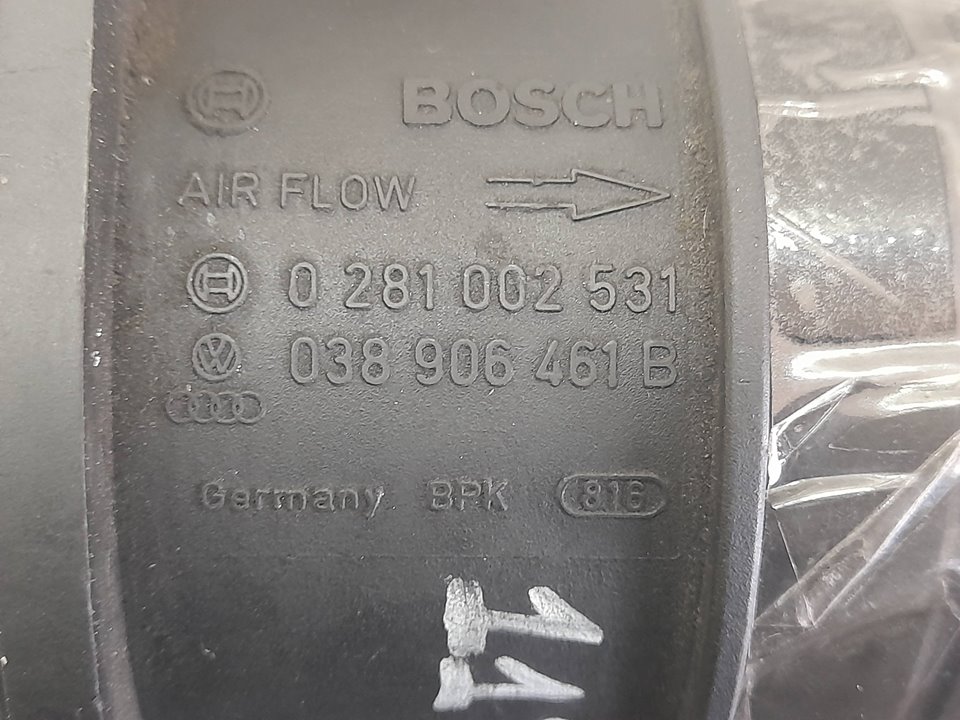 BOSCH
AIR FLOW
0 281 002 531
038 906 461 B
Germany BPK 816